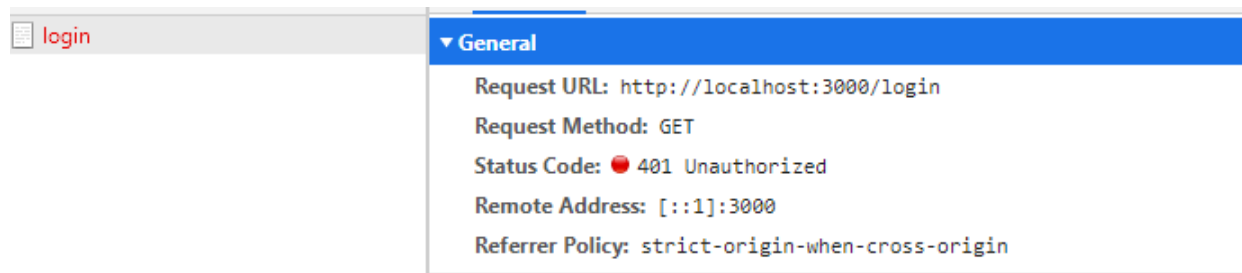 login
General
Request URL: http://localhost:3000/login
Request Method: GET
Status Code: 401 Unauthorized
Remote Address: [::1]:3000
Referrer Policy: strict-origin-when-cross-origin